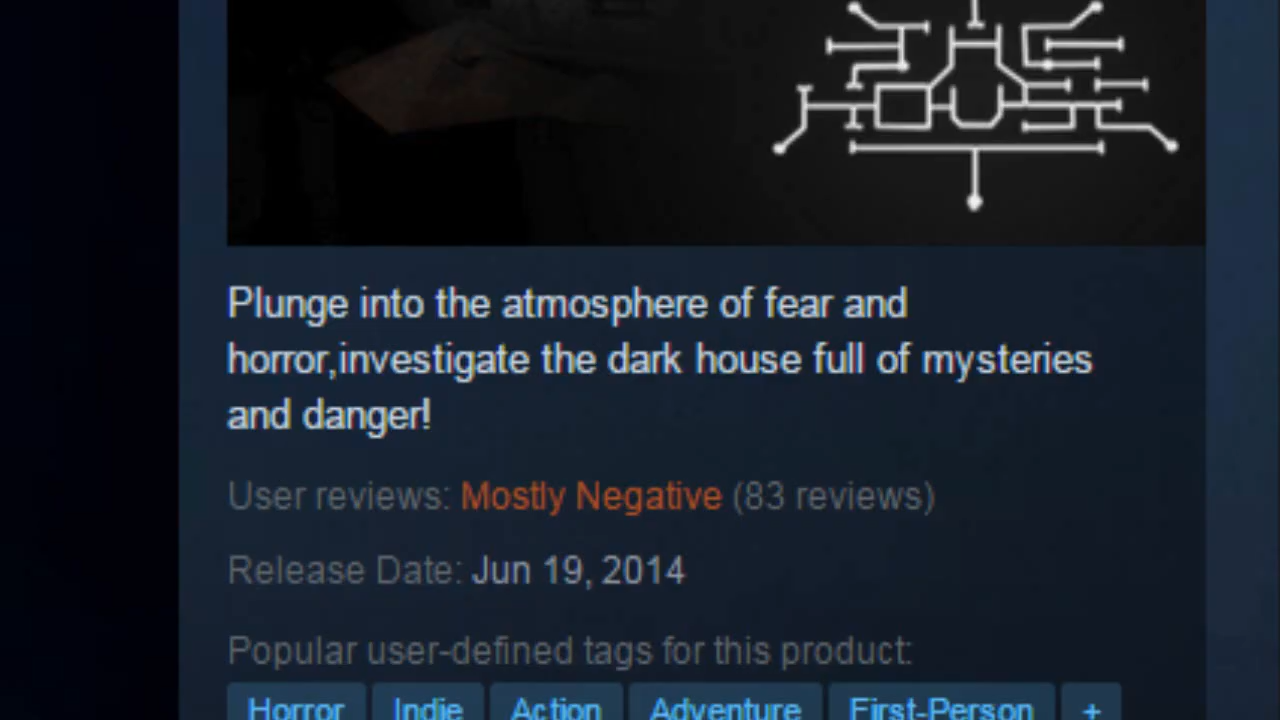 Plunge into the atmosphere of fear and
horror,investigate the dark house full of mysteries
and danger!
User reviews: Mostly Negative (83 reviews)
Release Date: Jun 19, 2014
Popular user-defined tags for this product:
Horror Indie Action Adventure First-Person +